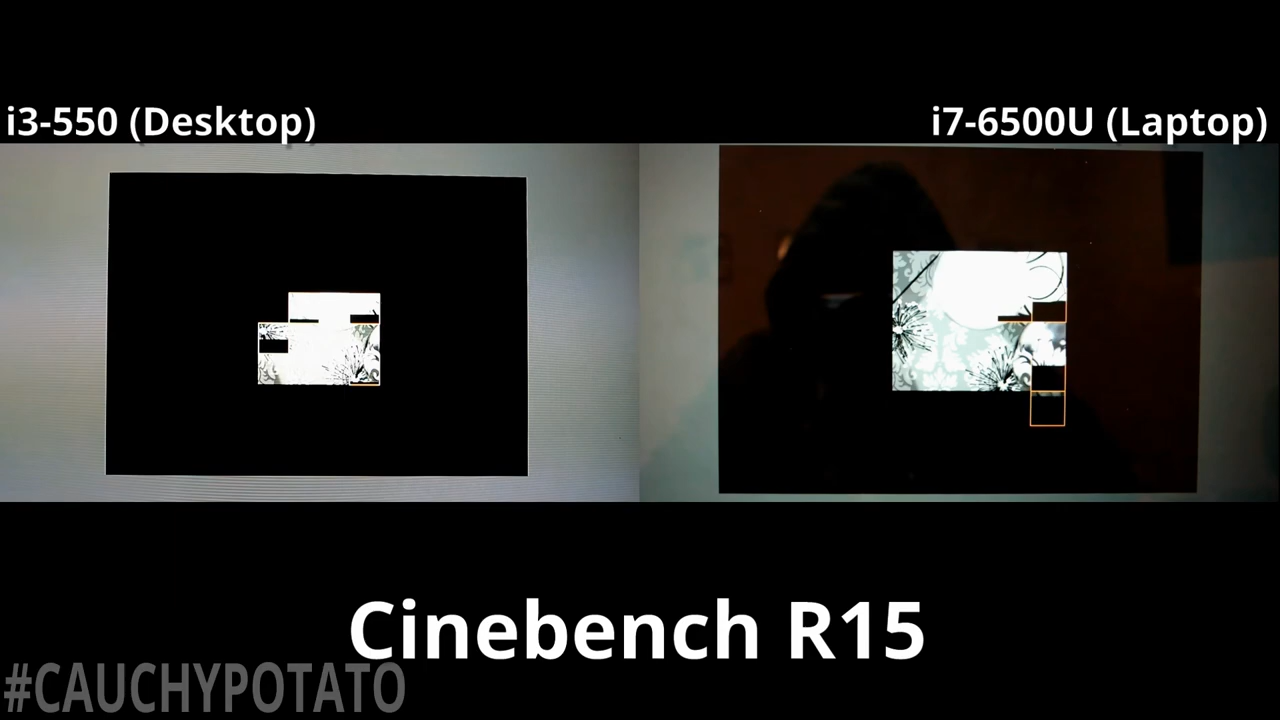 i3-550 (Desktop)
i7-6500U (Laptop)
Cinebench R15
#CAUCHYPOTATO